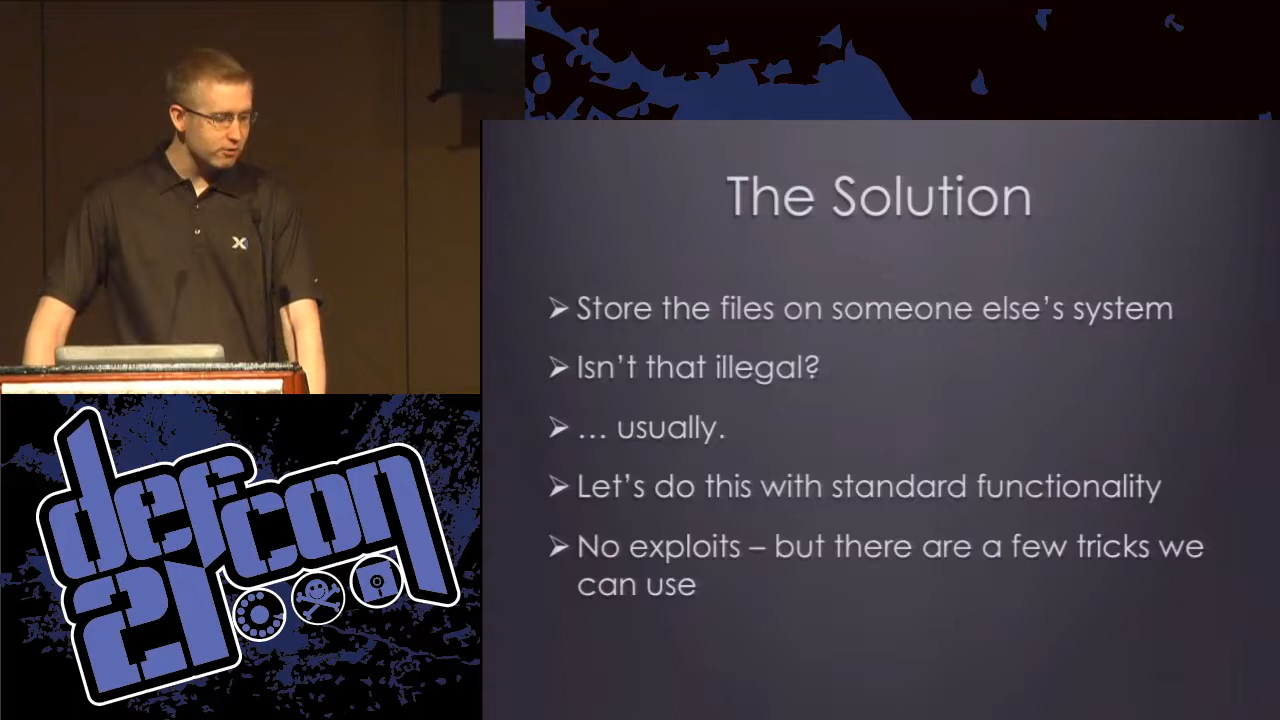 The Solution
➢ Store the files on someone else's system
➢ Isn't that illegal?
➢ … usually.
➢ Let's do this with standard functionality
➢ No exploits – but there are a few tricks we
can use
X
defcon
21